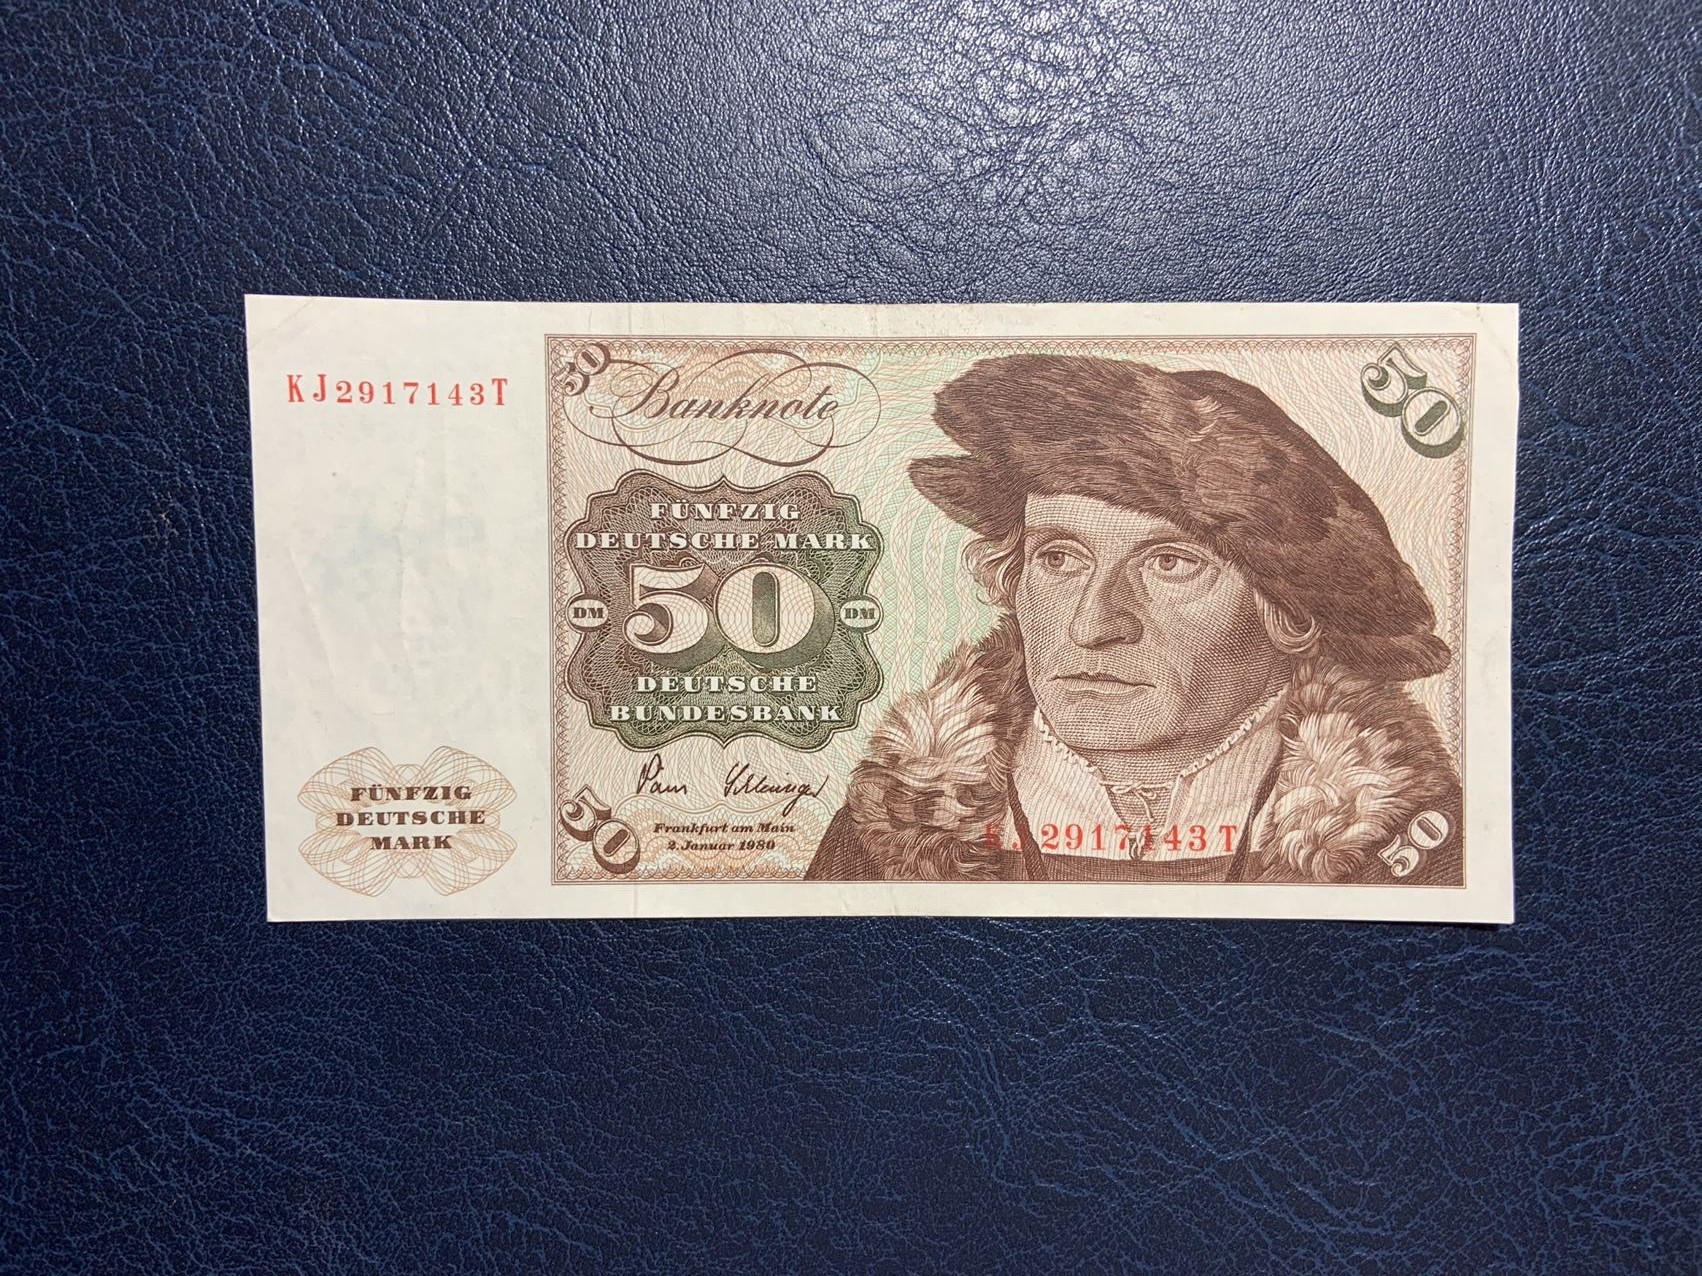 KJ2917143T
50
Banknote
50
FÜNFZIG
DEUTSCHE MARK
DM 50 DM
DEUTSCHE
BUNDESBANK
Frankfurt am Main
2. Januar 1980
50
FÜNFZIG
DEUTSCHE
MARK
KJ2917143T
50